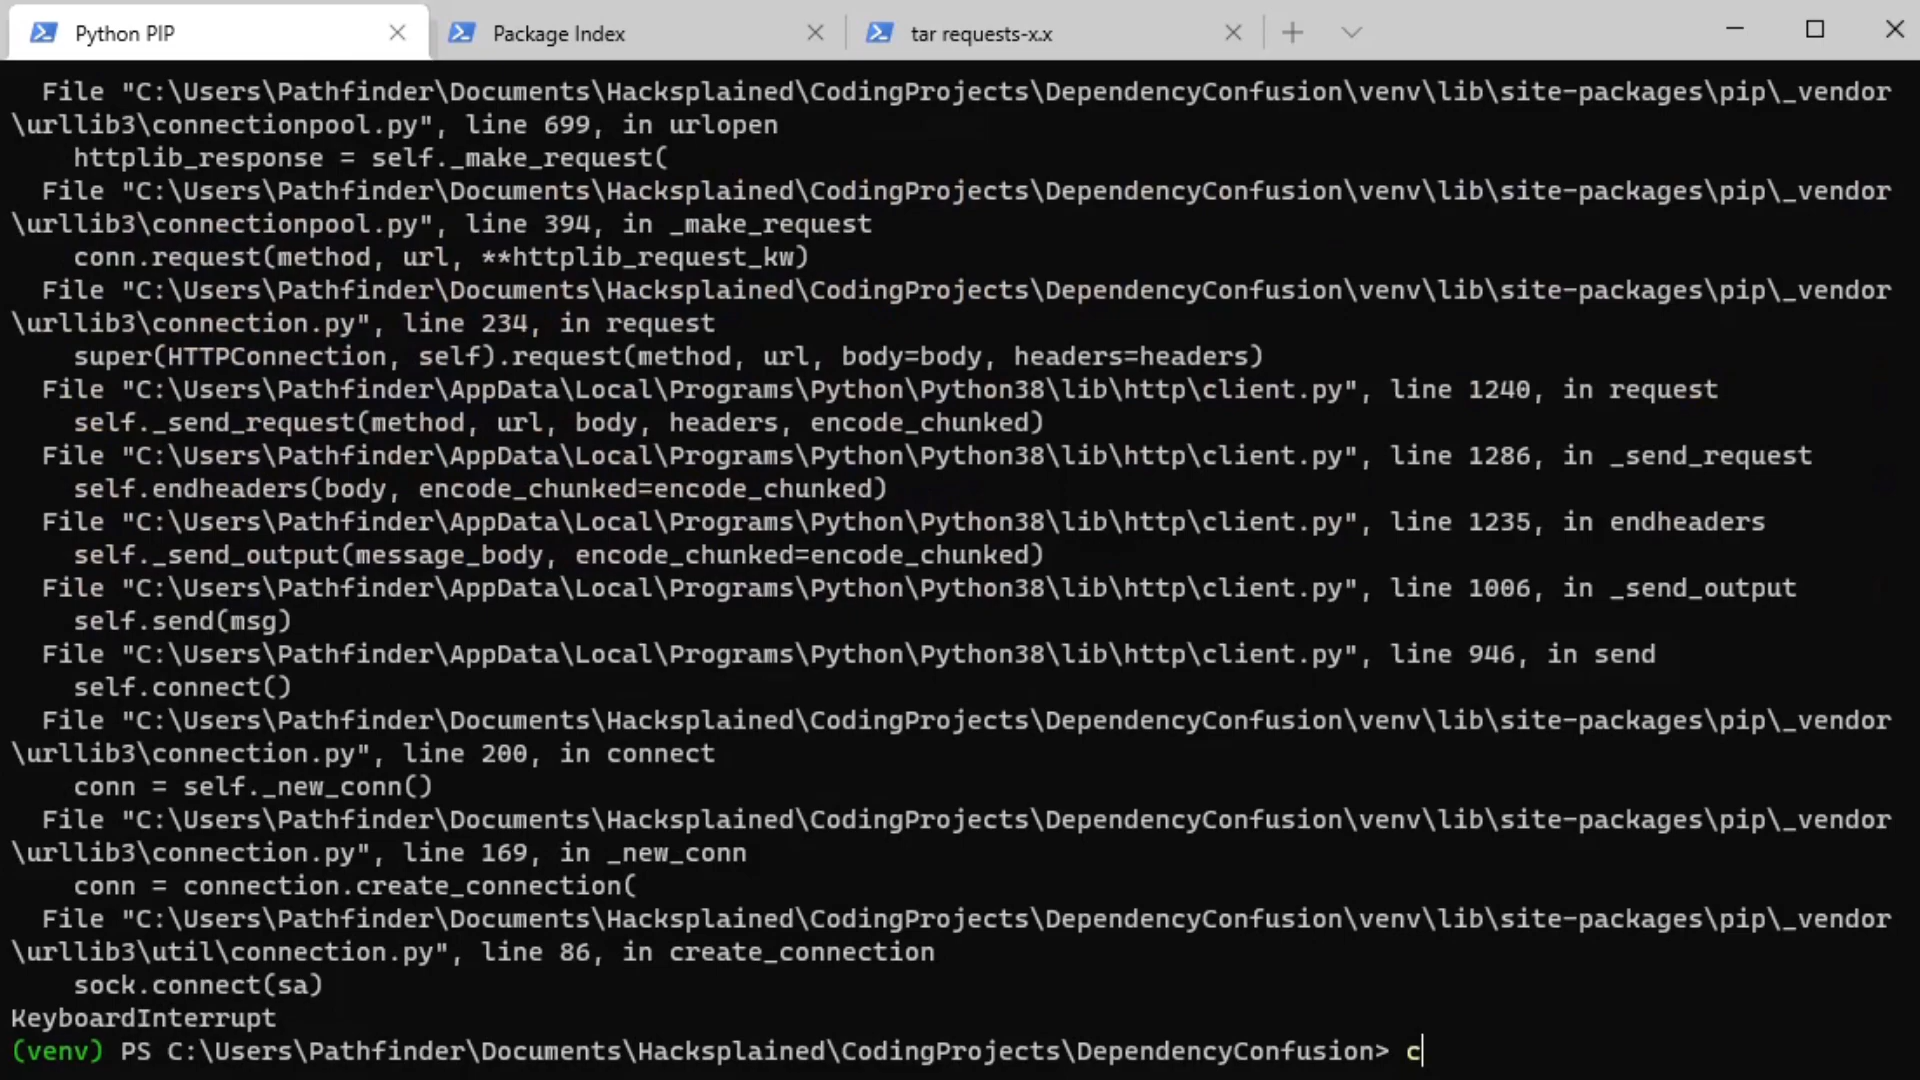 Python PIP
Package Index
tar requests-x.x
File "C:\Users\Pathfinder\Documents\Hacksplained\CodingProjects\DependencyConfusion\venv\lib\site-packages\pip\_vendor
\urllib3\connectionpool.py", line 699, in urlopen
httplib_response = self._make_request(
File "C:\Users\Pathfinder\Documents\Hacksplained\CodingProjects\DependencyConfusion\venv\lib\site-packages\pip\_vendor
\urllib3\connectionpool.py", line 394, in _make_request
conn.request(method, url, **httplib_request_kw)
File "C:\Users\Pathfinder\Documents\Hacksplained\CodingProjects\DependencyConfusion\venv\lib\site-packages\pip\_vendor
\urllib3\connection.py", line 234, in request
super(HTTPConnection, self).request(method, url, body=body, headers=headers)
File "C:\Users\Pathfinder\AppData\Local\Programs\Python\Python38\lib\http\client.py", line 1240, in request
self._send_request(method, url, body, headers, encode_chunked)
File "C:\Users\Pathfinder\AppData\Local\Programs\Python\Python38\lib\http\client.py", line 1286, in _send_request
self.endheaders(body, encode_chunked=encode_chunked)
File "C:\Users\Pathfinder\AppData\Local\Programs\Python\Python38\lib\http\client.py", line 1235, in endheaders
self._send_output(message_body, encode_chunked=encode_chunked)
File "C:\Users\Pathfinder\AppData\Local\Programs\Python\Python38\lib\http\client.py", line 1006, in _send_output
self.send(msg)
File "C:\Users\Pathfinder\AppData\Local\Programs\Python\Python38\lib\http\client.py", line 946, in send
self.connect()
File "C:\Users\Pathfinder\Documents\Hacksplained\CodingProjects\DependencyConfusion\venv\lib\site-packages\pip\_vendor
\urllib3\connection.py", line 200, in connect
conn = self._new_conn()
File "C:\Users\Pathfinder\Documents\Hacksplained\CodingProjects\DependencyConfusion\venv\lib\site-packages\pip\_vendor
\urllib3\connection.py", line 169, in _new_conn
conn = connection.create_connection(
File "C:\Users\Pathfinder\Documents\Hacksplained\CodingProjects\DependencyConfusion\venv\lib\site-packages\pip\_vendor
\urllib3\util\connection.py", line 86, in create_connection
sock.connect(sa)
KeyboardInterrupt
(venv) PS C:\Users\Pathfinder\Documents\Hacksplained\CodingProjects\DependencyConfusion> c